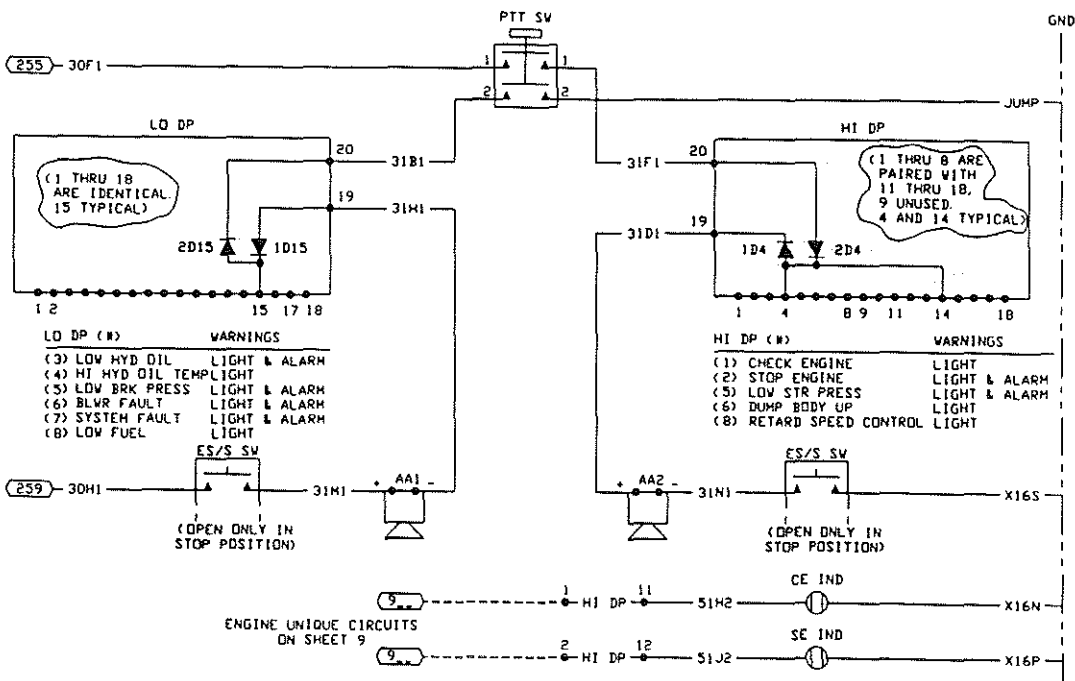 PTT SW
GND
255 30F1 1 1
2 2 JUMP
LO DP
HI DP
20 31B1
31F1 20
(1 THRU 18
ARE IDENTICAL.
15 TYPICAL)
(1 THRU 8 ARE
PAIRED WITH
11 THRU 18,
9 UNUSED.
4 AND 14 TYPICAL)
19 31H1
31D1 19
2D15 1D15
1D4 2D4
1 2 15 17 18
1 4 8 9 11 14 18
LO DP (#) WARNINGS
(3) LOW HYD OIL LIGHT & ALARM
(4) HI HYD OIL TEMP LIGHT
(5) LOW BRK PRESS LIGHT & ALARM
(6) BLWR FAULT LIGHT & ALARM
(7) SYSTEM FAULT LIGHT & ALARM
(8) LOW FUEL LIGHT
HI DP (#) WARNINGS
(1) CHECK ENGINE LIGHT
(2) STOP ENGINE LIGHT & ALARM
(5) LOW STR PRESS LIGHT & ALARM
(6) DUMP BODY UP LIGHT
(8) RETARD SPEED CONTROL LIGHT
ES/S SW
259 30H1 31M1 + AA1 -
(OPEN ONLY IN
STOP POSITION)
ES/S SW
+ AA2 - 31N1 X16S
(OPEN ONLY IN
STOP POSITION)
CE IND
9__ 1 HI DP 11 51H2 X16N
ENGINE UNIQUE CIRCUITS
ON SHEET 9
SE IND
9__ 2 HI DP 12 51J2 X16P